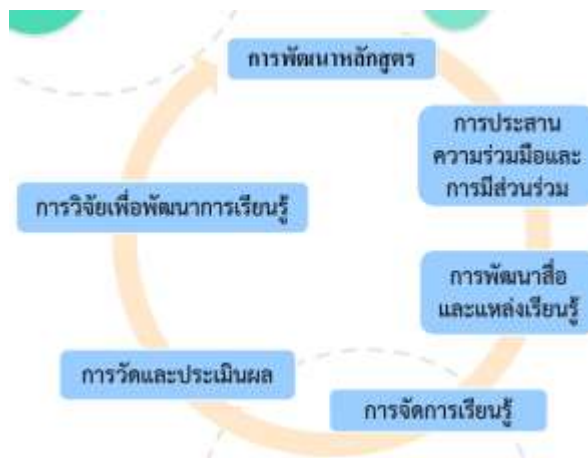 การพัฒนาหลักสูตร
การประสาน
ความร่วมมือและ
การมีส่วนร่วม
การพัฒนาสื่อ
และแหล่งเรียนรู้
การจัดการเรียนรู้
การวัดและประเมินผล
การวิจัยเพื่อพัฒนาการเรียนรู้